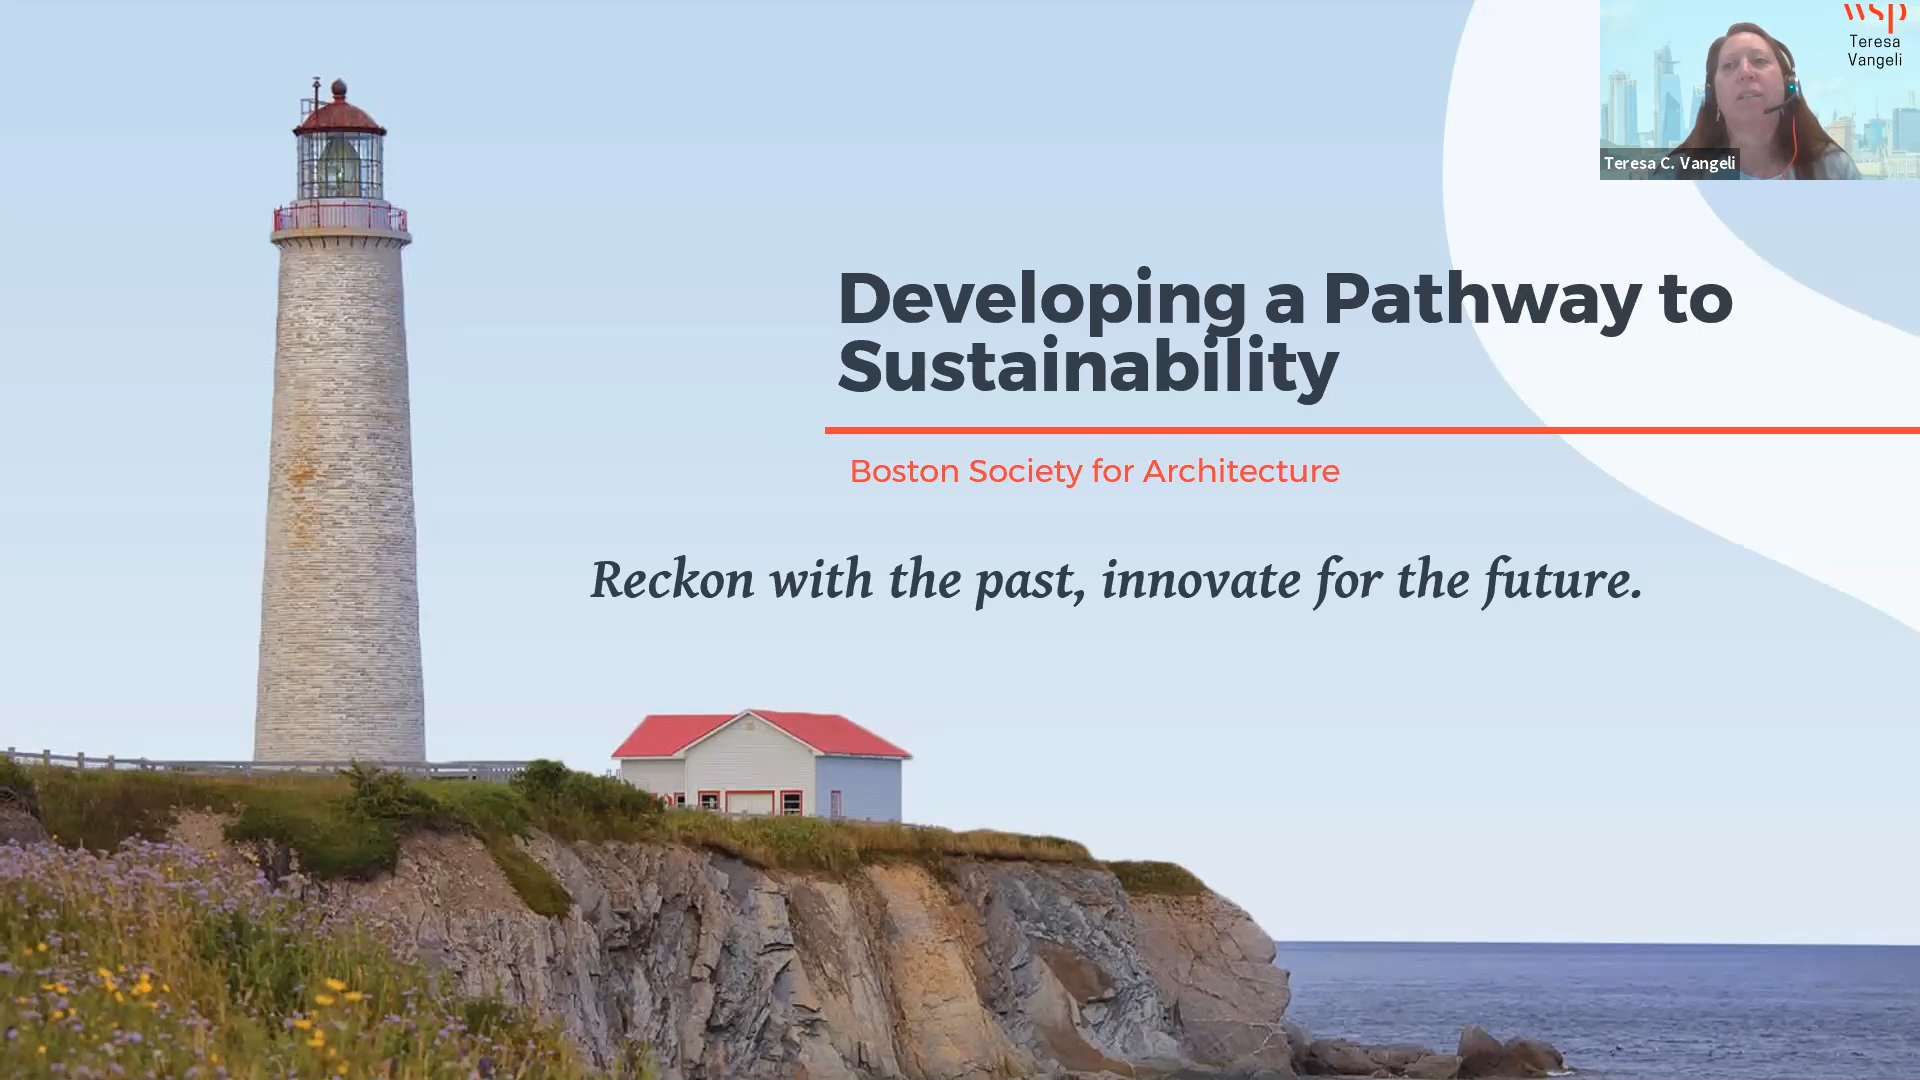 wsp
Teresa
Vangeli
Teresa C. Vangeli
Developing a Pathway to
Sustainability
Boston Society for Architecture
Reckon with the past, innovate for the future.